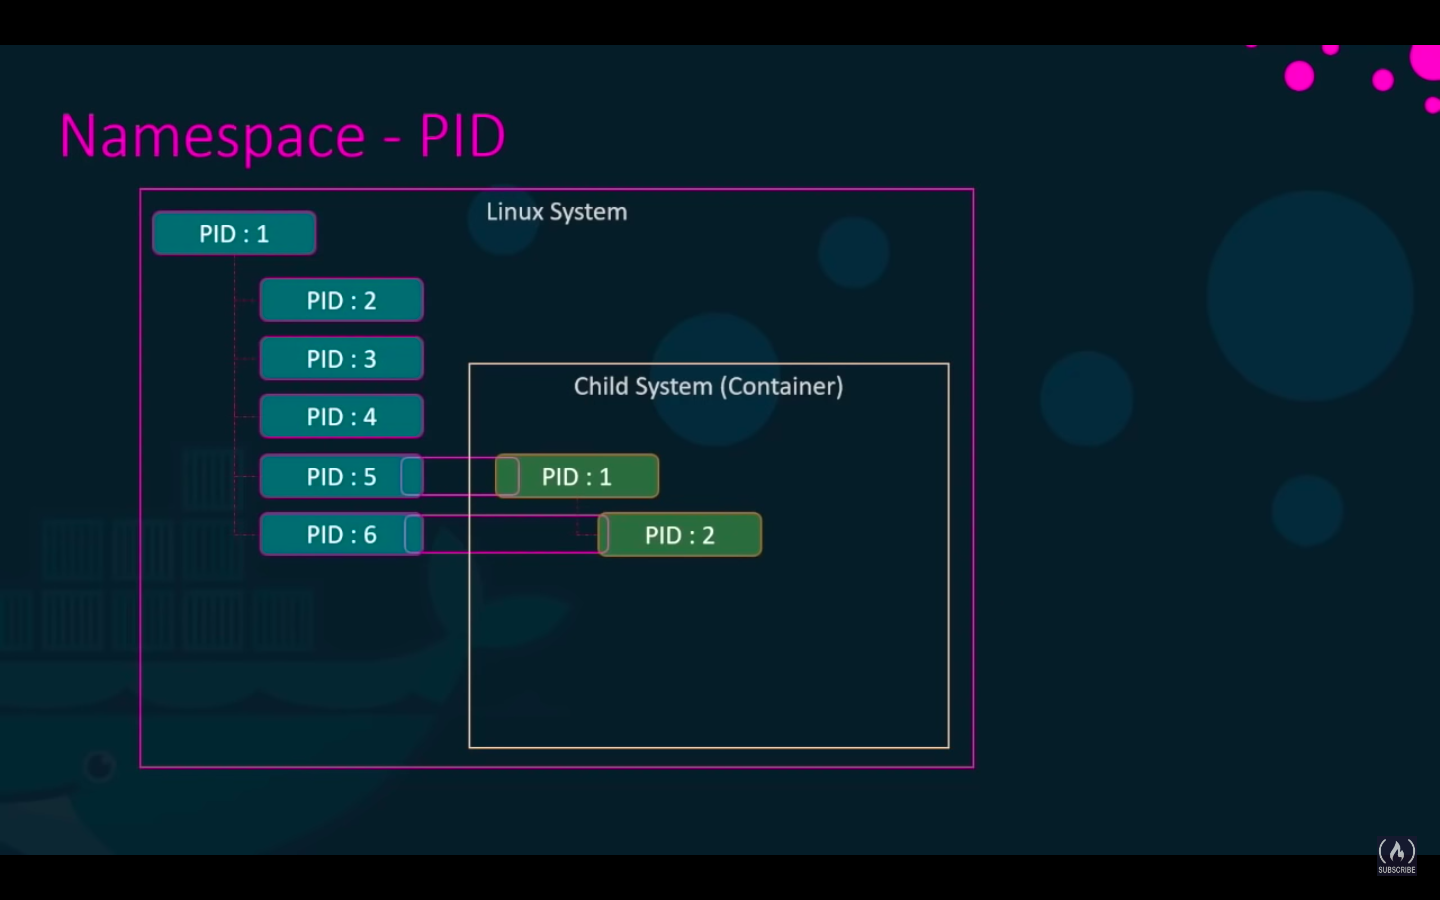 Namespace - PID
Linux System
PID : 1
PID : 2
PID : 3
Child System (Container)
PID : 4
PID : 5
PID : 1
PID : 6
PID : 2
SUBSCRIBE